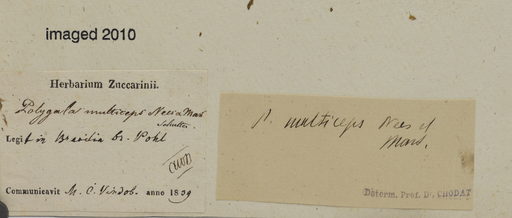 imaged 2010
Herbarium Zuccarinii.
Polygala multiceps Nees & Mart
Legit in Brasilia Dr. Pohl
Communicavit M. C. Vindob. anno 1839
P. multiceps Nees et
Mart.
Determ. Prof. Dr. CHODAT